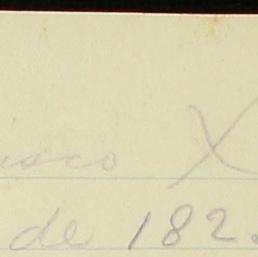 isco X
de 182.